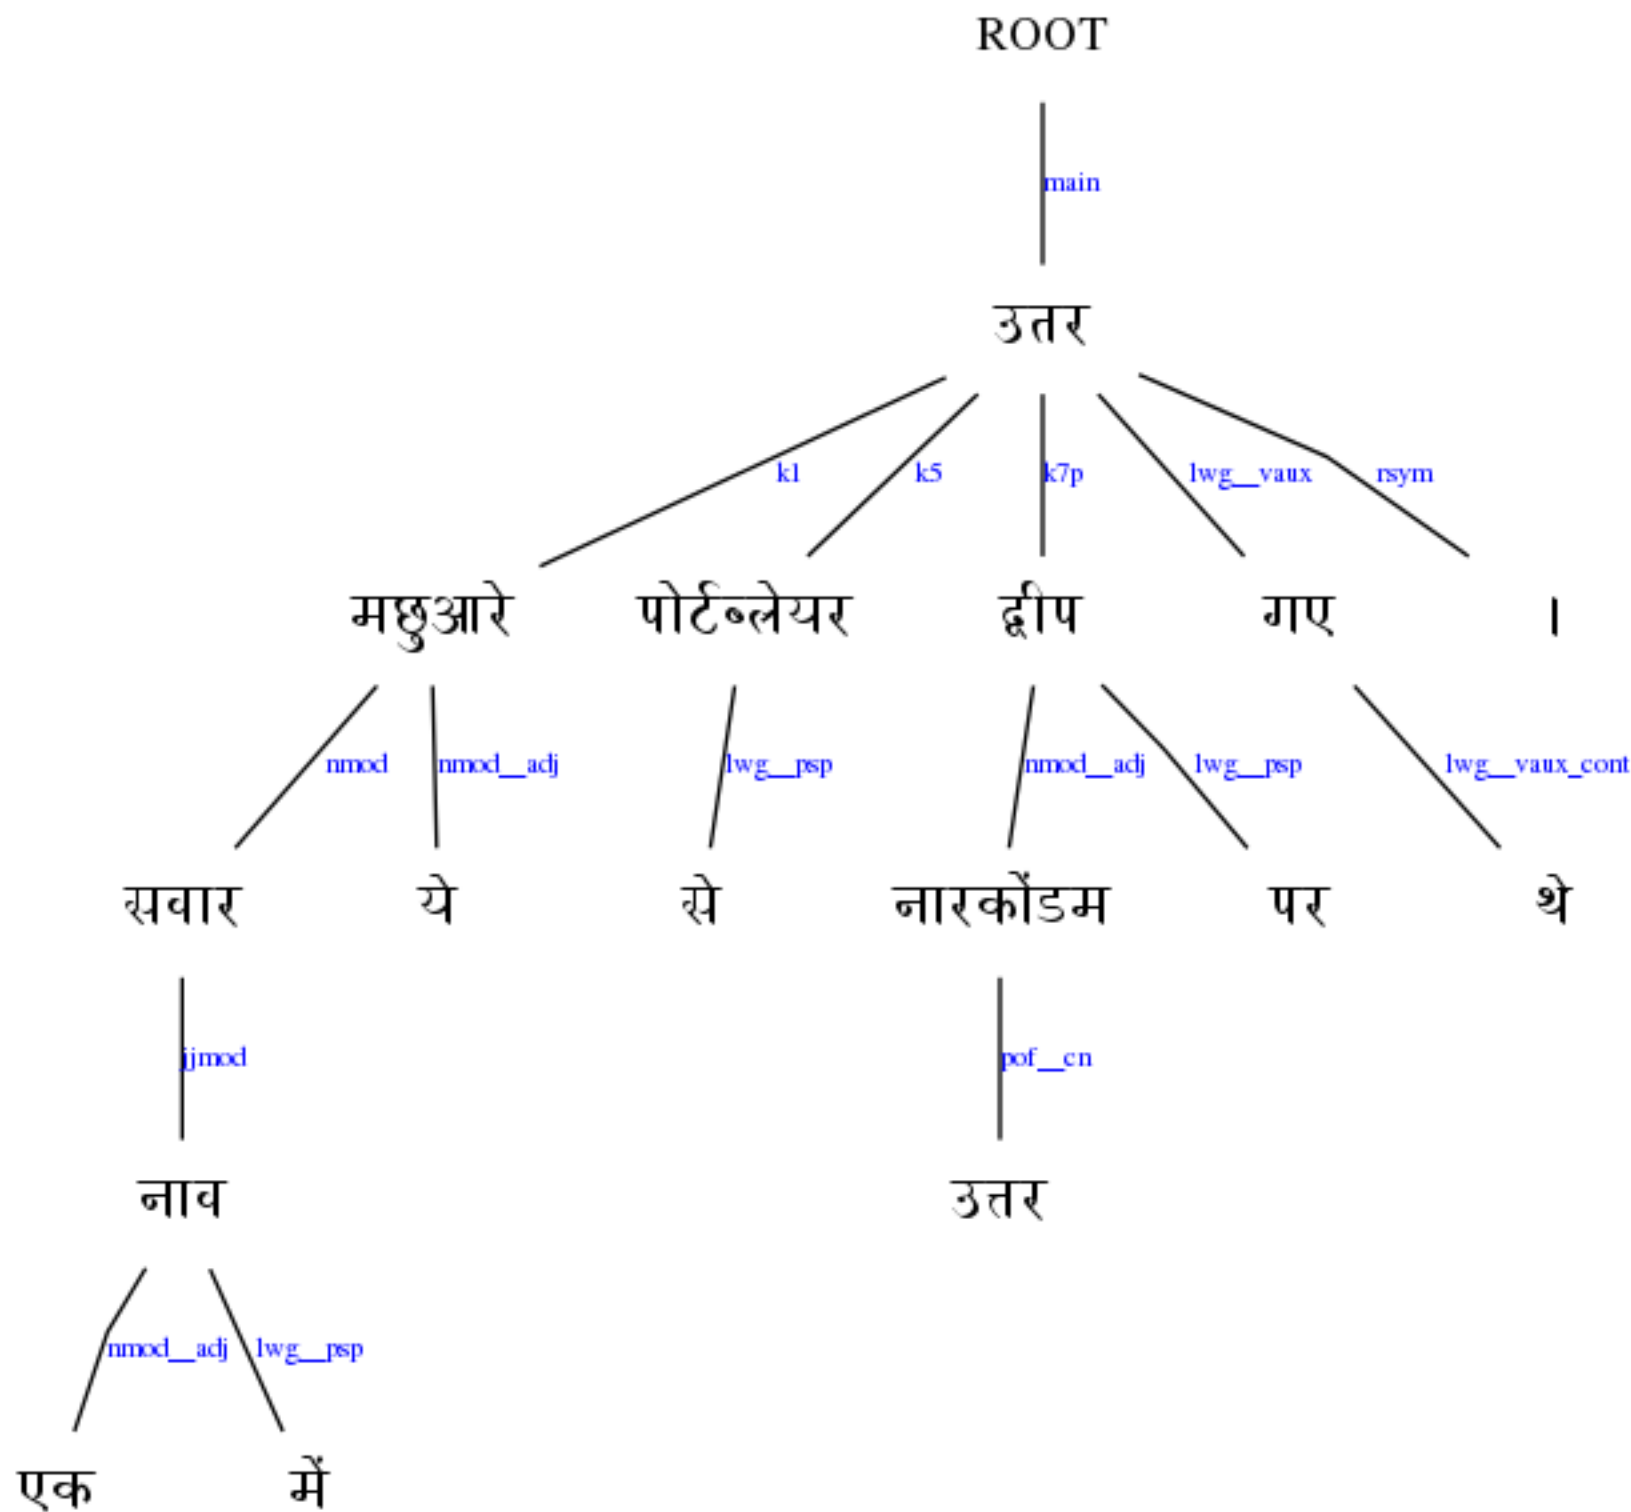 ROOT
main
उतर
k1 k5 k7p lwg__vaux rsym
मछुआरे पोर्टब्लेयर द्वीप गए ।
nmod nmod__adj lwg__psp nmod__adj lwg__psp lwg__vaux_cont
सवार ये से नारकोंडम पर थे
jjmod pof__cn
नाव उत्तर
nmod__adj lwg__psp
एक में